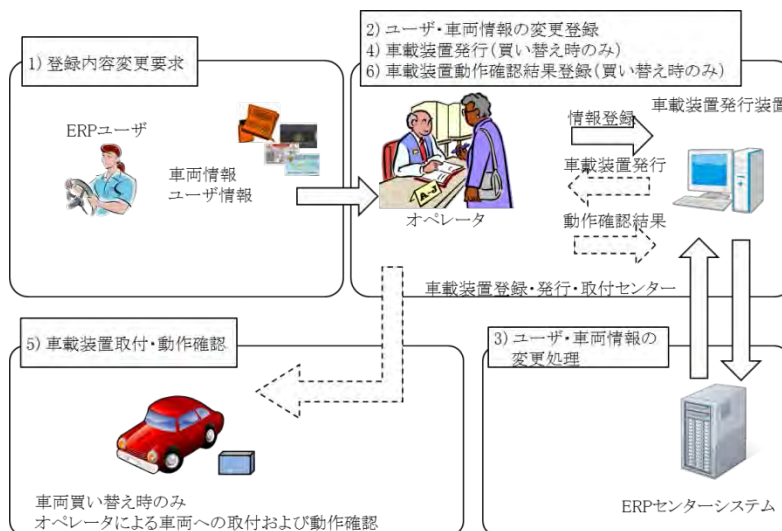 1) 登録内容変更要求
ERPユーザ
車両情報
ユーザ情報
2) ユーザ・車両情報の変更登録
4) 車載装置発行(買い替え時のみ)
6) 車載装置動作確認結果登録(買い替え時のみ)
オペレータ
A-J
情報登録
車載装置発行装置
車載装置発行
動作確認結果
車載装置登録・発行・取付センター
5) 車載装置取付・動作確認
車両買い替え時のみ
オペレータによる車両への取付および動作確認
3) ユーザ・車両情報の
変更処理
ERPセンターシステム